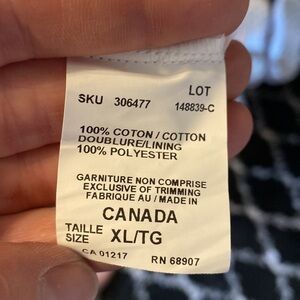 LOT
SKU 306477 148839-C
100% COTON / COTTON
DOUBLURE/LINING
100% POLYESTER
GARNITURE NON COMPRISE
EXCLUSIVE OF TRIMMING
FABRIQUE AU / MADE IN
CANADA
TAILLE
SIZE XL/TG
CA 01217 RN 68907